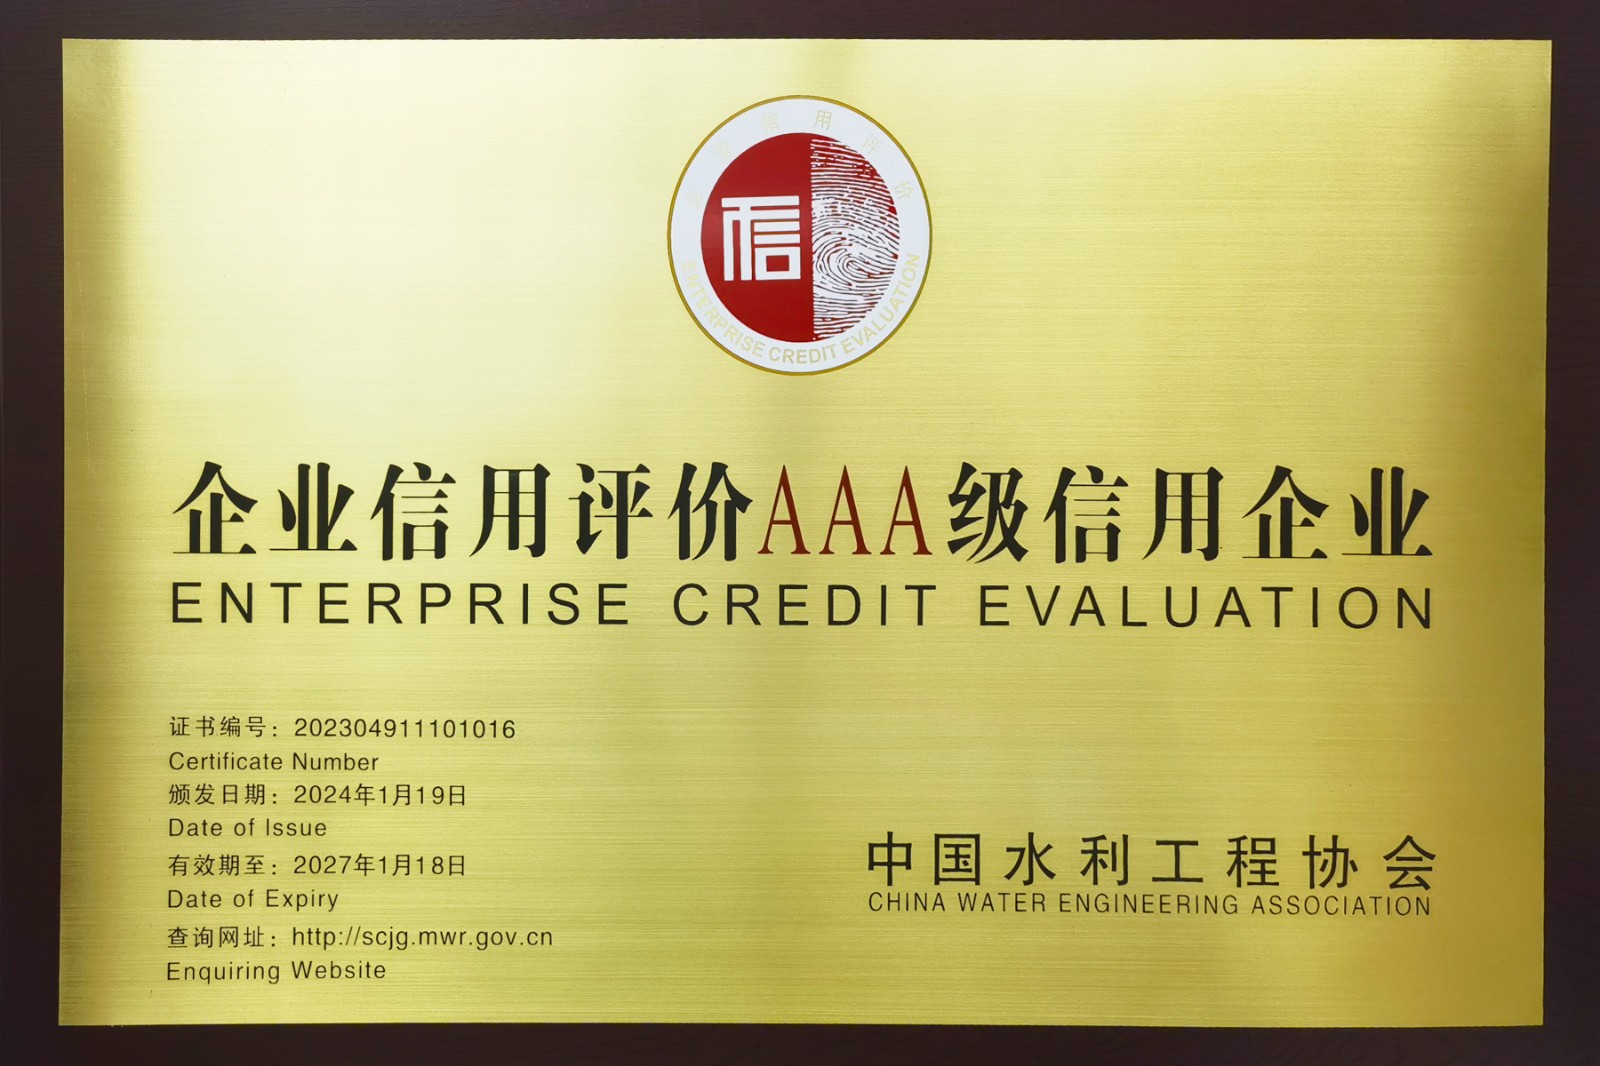 企业信用评价
信
ENTERPRISE CREDIT EVALUATION
企业信用评价AAA级信用企业
ENTERPRISE CREDIT EVALUATION
证书编号：202304911101016
Certificate Number
颁发日期：2024年1月19日
Date of Issue
有效期至：2027年1月18日
Date of Expiry
查询网址：http://scjg.mwr.gov.cn
Enquiring Website
中国水利工程协会
CHINA WATER ENGINEERING ASSOCIATION